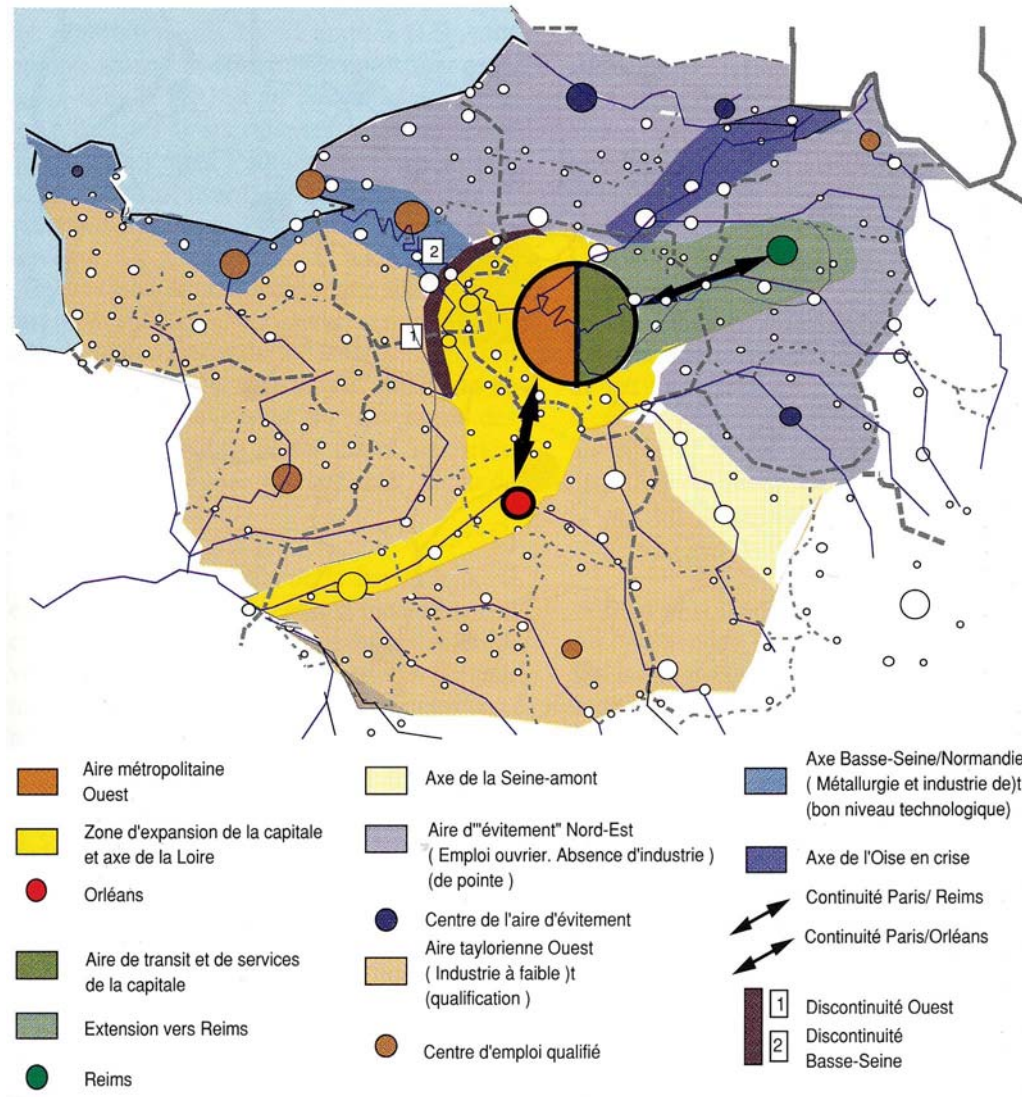 2
1
Aire métropolitaine
Ouest
Zone d'expansion de la capitale
et axe de la Loire
Orléans
Aire de transit et de services
de la capitale
Extension vers Reims
Reims
Axe de la Seine-amont
Aire d'"évitement" Nord-Est
( Emploi ouvrier. Absence d'industrie )
(de pointe )
Centre de l'aire d'évitement
Aire taylorienne Ouest
( Industrie à faible )t
(qualification )
Centre d'emploi qualifié
Axe Basse-Seine/Normandie
( Métallurgie et industrie de)t
(bon niveau technologique)
Axe de l'Oise en crise
Continuité Paris/ Reims
Continuité Paris/Orléans
1 Discontinuité Ouest
2 Discontinuité
Basse-Seine